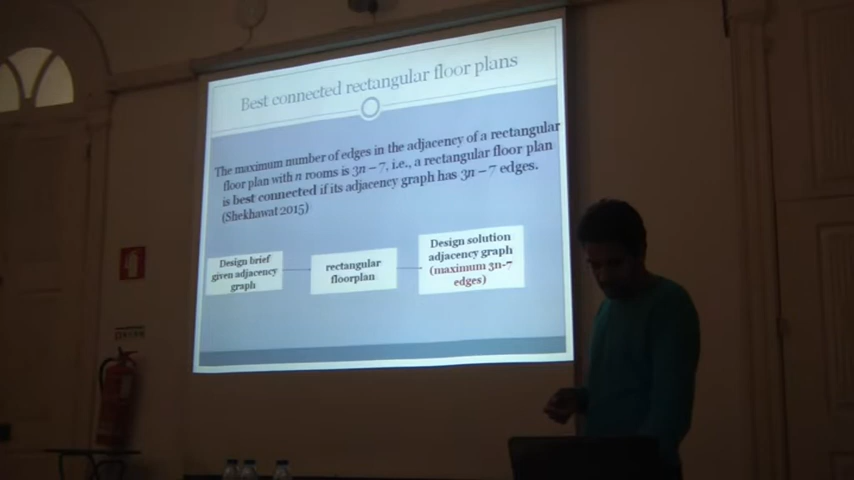 Best connected rectangular floor plans
The maximum number of edges in the adjacency of a rectangular
floor plan with n rooms is 3n – 7, i.e., a rectangular floor plan
is best connected if its adjacency graph has 3n – 7 edges.
(Shekhawat 2015)
Design brief
given adjacency
graph
rectangular
floorplan
Design solution
adjacency graph
(maximum 3n-7
edges)